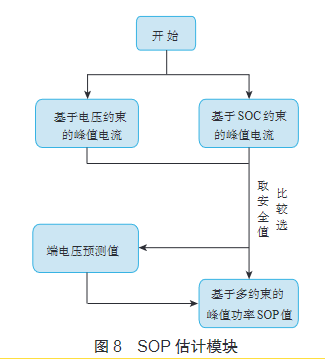 开 始
基于电压约束
的峰值电流
基于SOC约束
的峰值电流
比较选
取安全值
端电压预测值
基于多约束的
峰值功率SOP值
图 8 SOP 估计模块